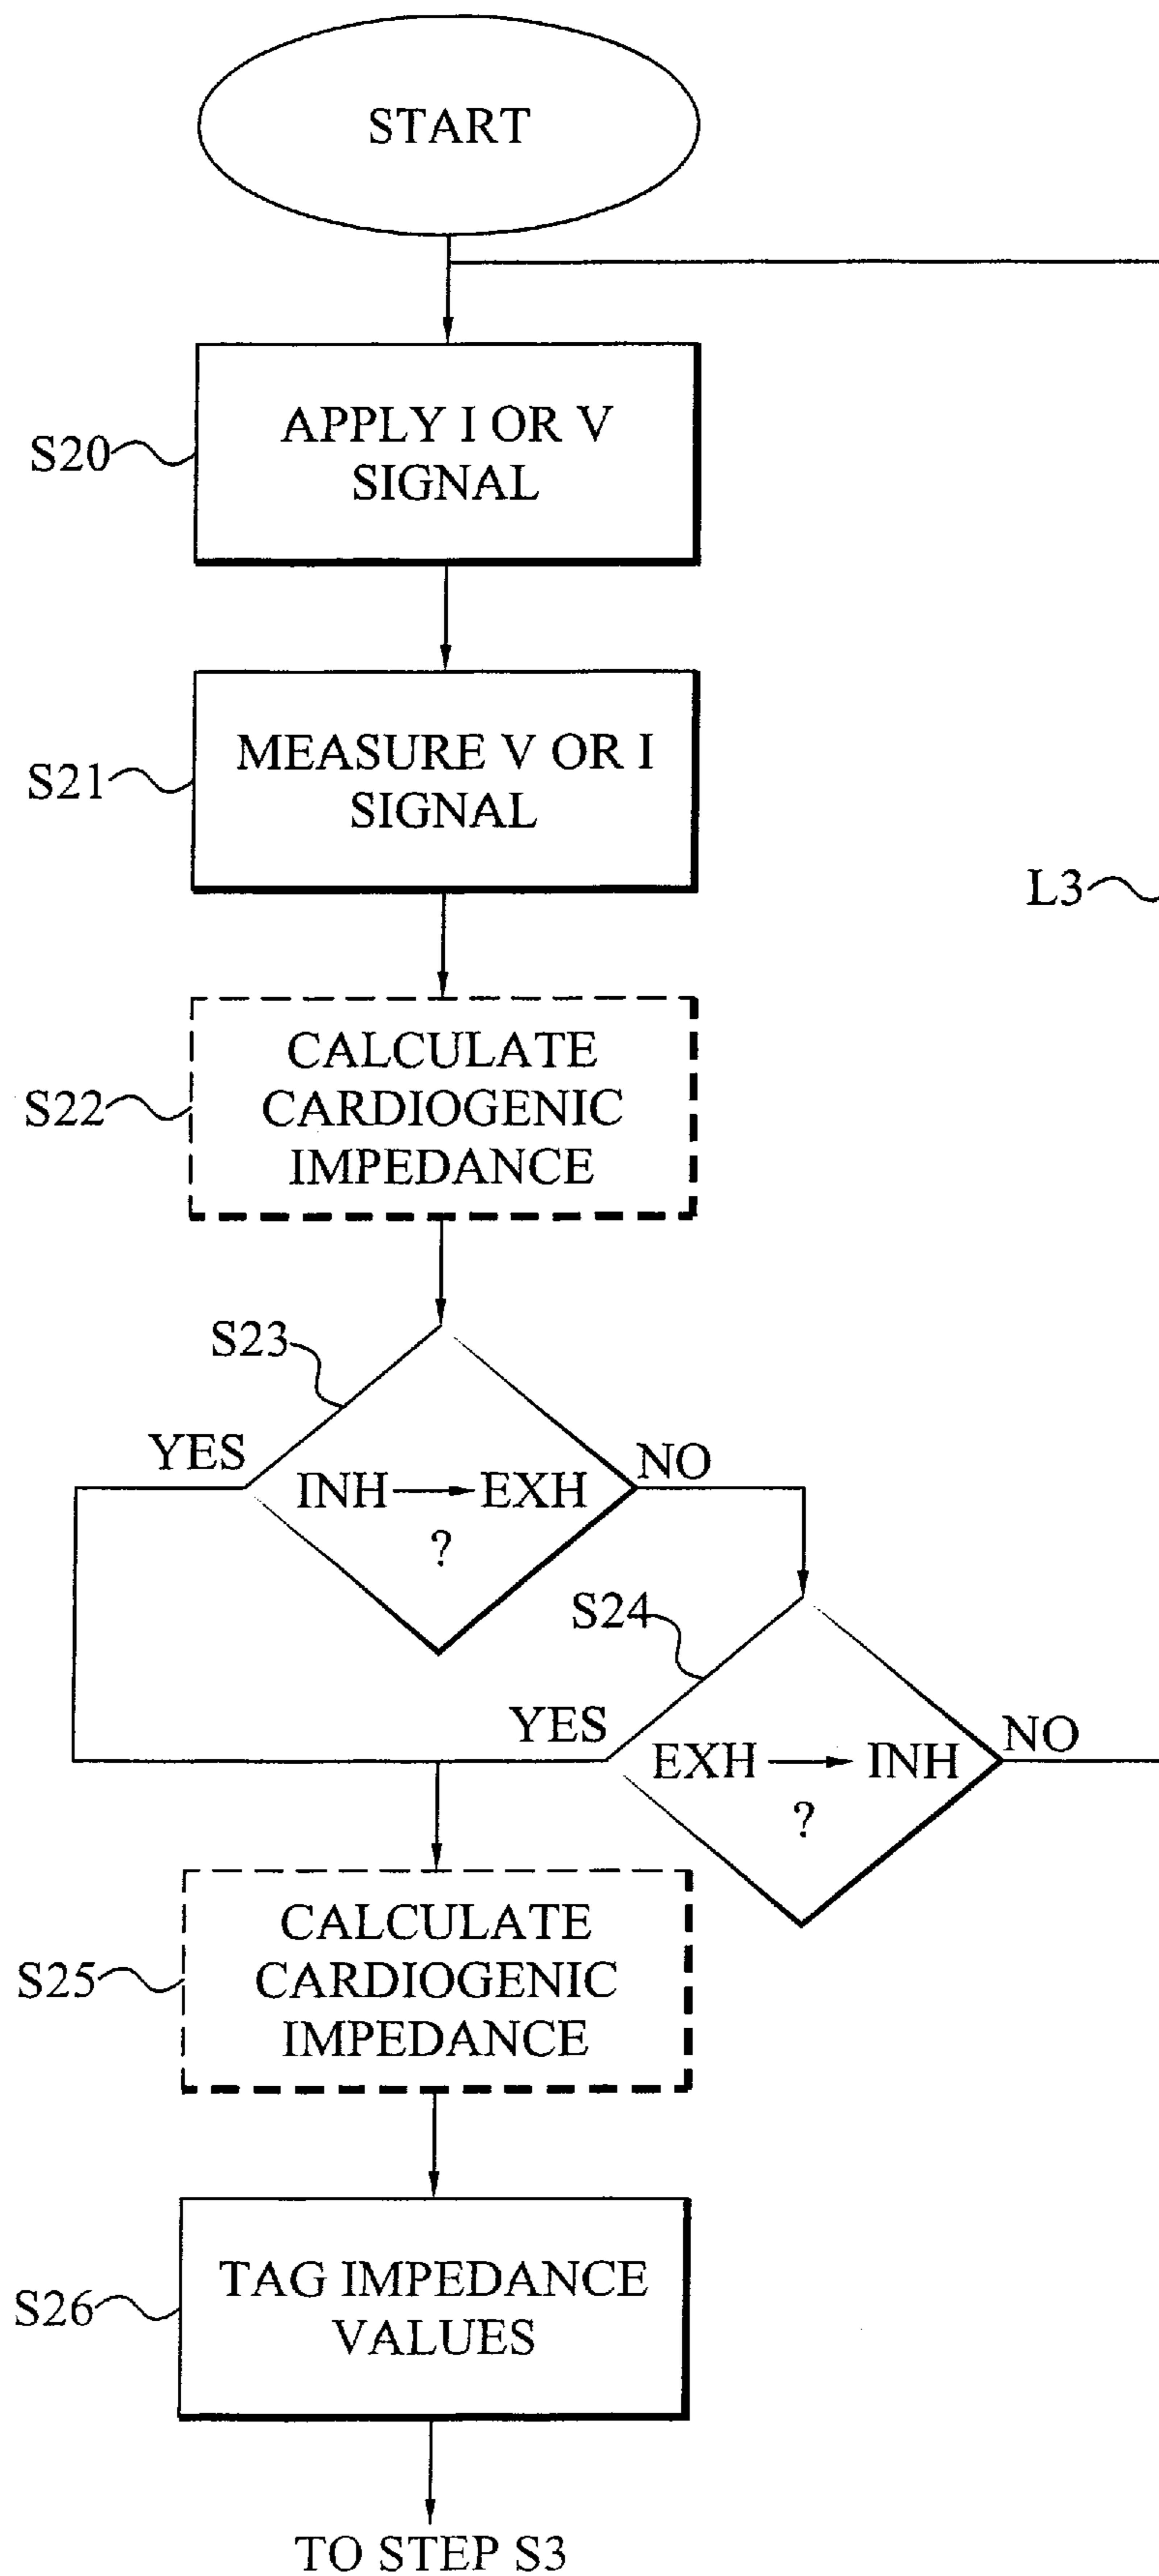 START
APPLY I OR V
SIGNAL
S20
MEASURE V OR I
SIGNAL
S21
L3
CALCULATE
CARDIOGENIC
IMPEDANCE
S22
S23
YES
INH EXH
?
NO
S24
YES
EXH INH
?
NO
CALCULATE
CARDIOGENIC
IMPEDANCE
S25
TAG IMPEDANCE
VALUES
S26
TO STEP S3